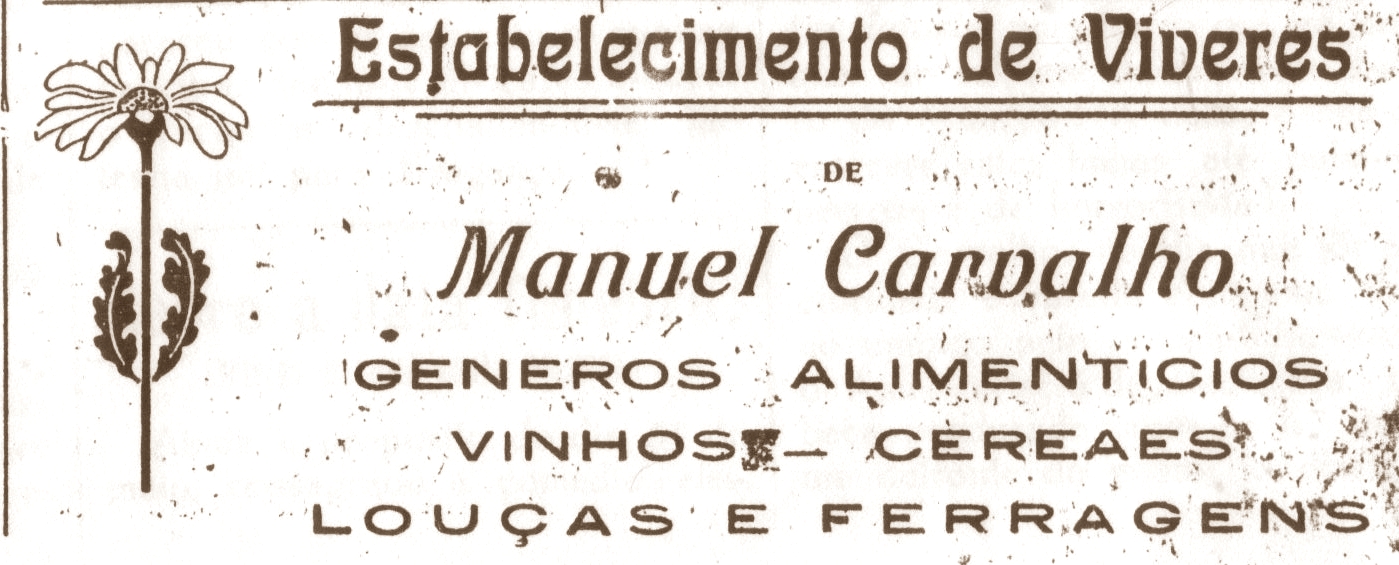 Estabelecimento de Viveres
DE
Manuel Carvalho
GENEROS ALIMENTICIOS
VINHOS — CEREAES
LOUÇAS E FERRAGENS